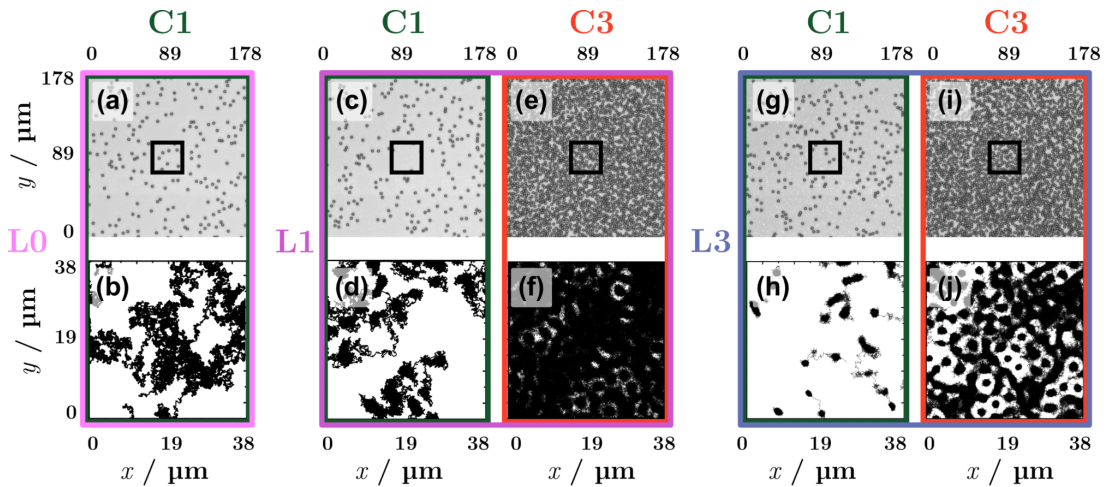 C1 C1 C3 C1 C3
0 89 178 0 89 178 0 89 178 0 89 178 0 89 178
178 (a) (c) (e) (g) (i)
y / µm 89
0
L0 L1 L3
38 (b) (d) (f) (h) (j)
y / µm 19
0
0 19 38 0 19 38 0 19 38 0 19 38 0 19 38
x / µm x / µm x / µm x / µm x / µm